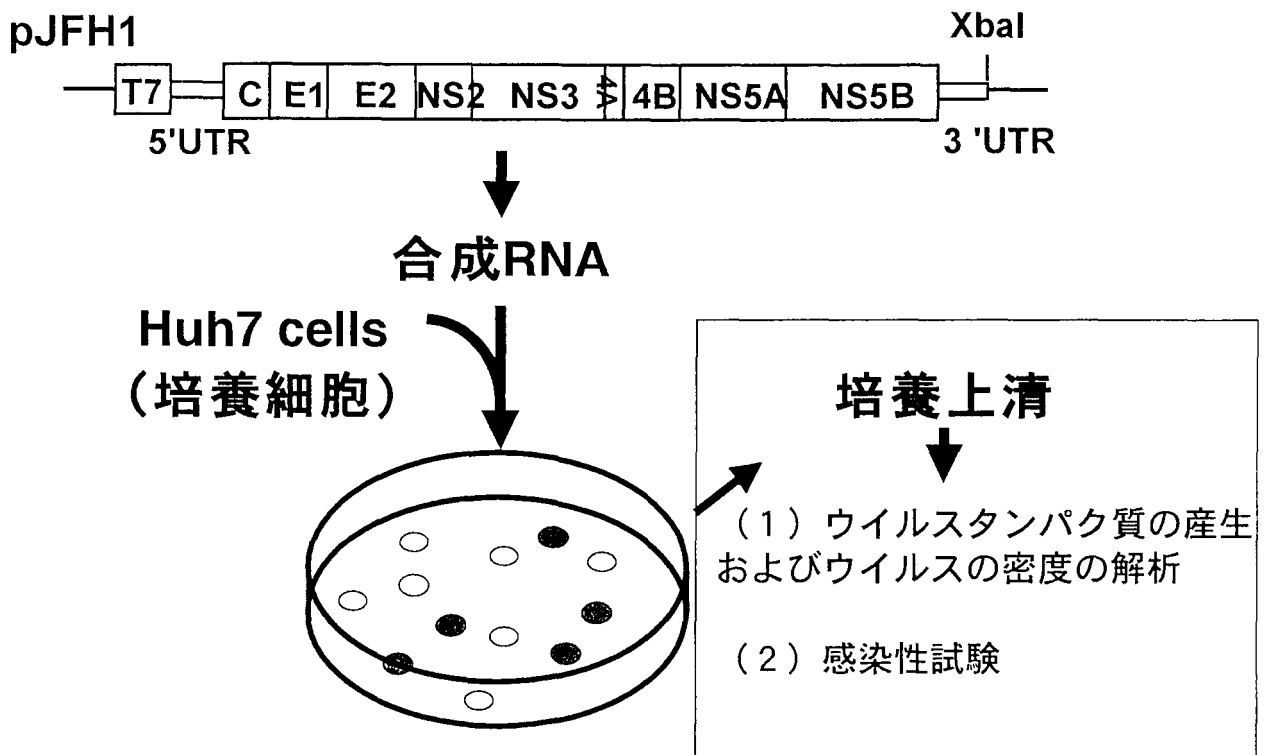 pJFH1
XbaI
T7 C E1 E2 NS2 NS3 4A 4B NS5A NS5B
5'UTR
3 'UTR
合成RNA
Huh7 cells
(培養細胞)
培養上清
(1)ウイルスタンパク質の産生
およびウイルスの密度の解析
(2)感染性試験